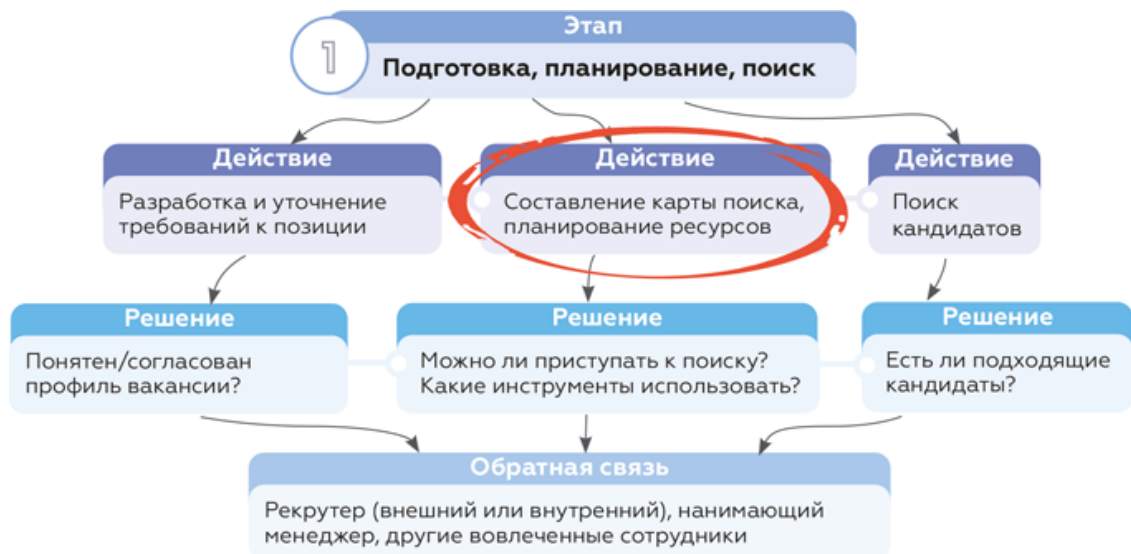 Этап
1
Подготовка, планирование, поиск
Действие
Разработка и уточнение
требований к позиции
Действие
Составление карты поиска,
планирование ресурсов
Действие
Поиск
кандидатов
Решение
Понятен/согласован
профиль вакансии?
Решение
Можно ли приступать к поиску?
Какие инструменты использовать?
Решение
Есть ли подходящие
кандидаты?
Обратная связь
Рекрутер (внешний или внутренний), нанимающий
менеджер, другие вовлеченные сотрудники